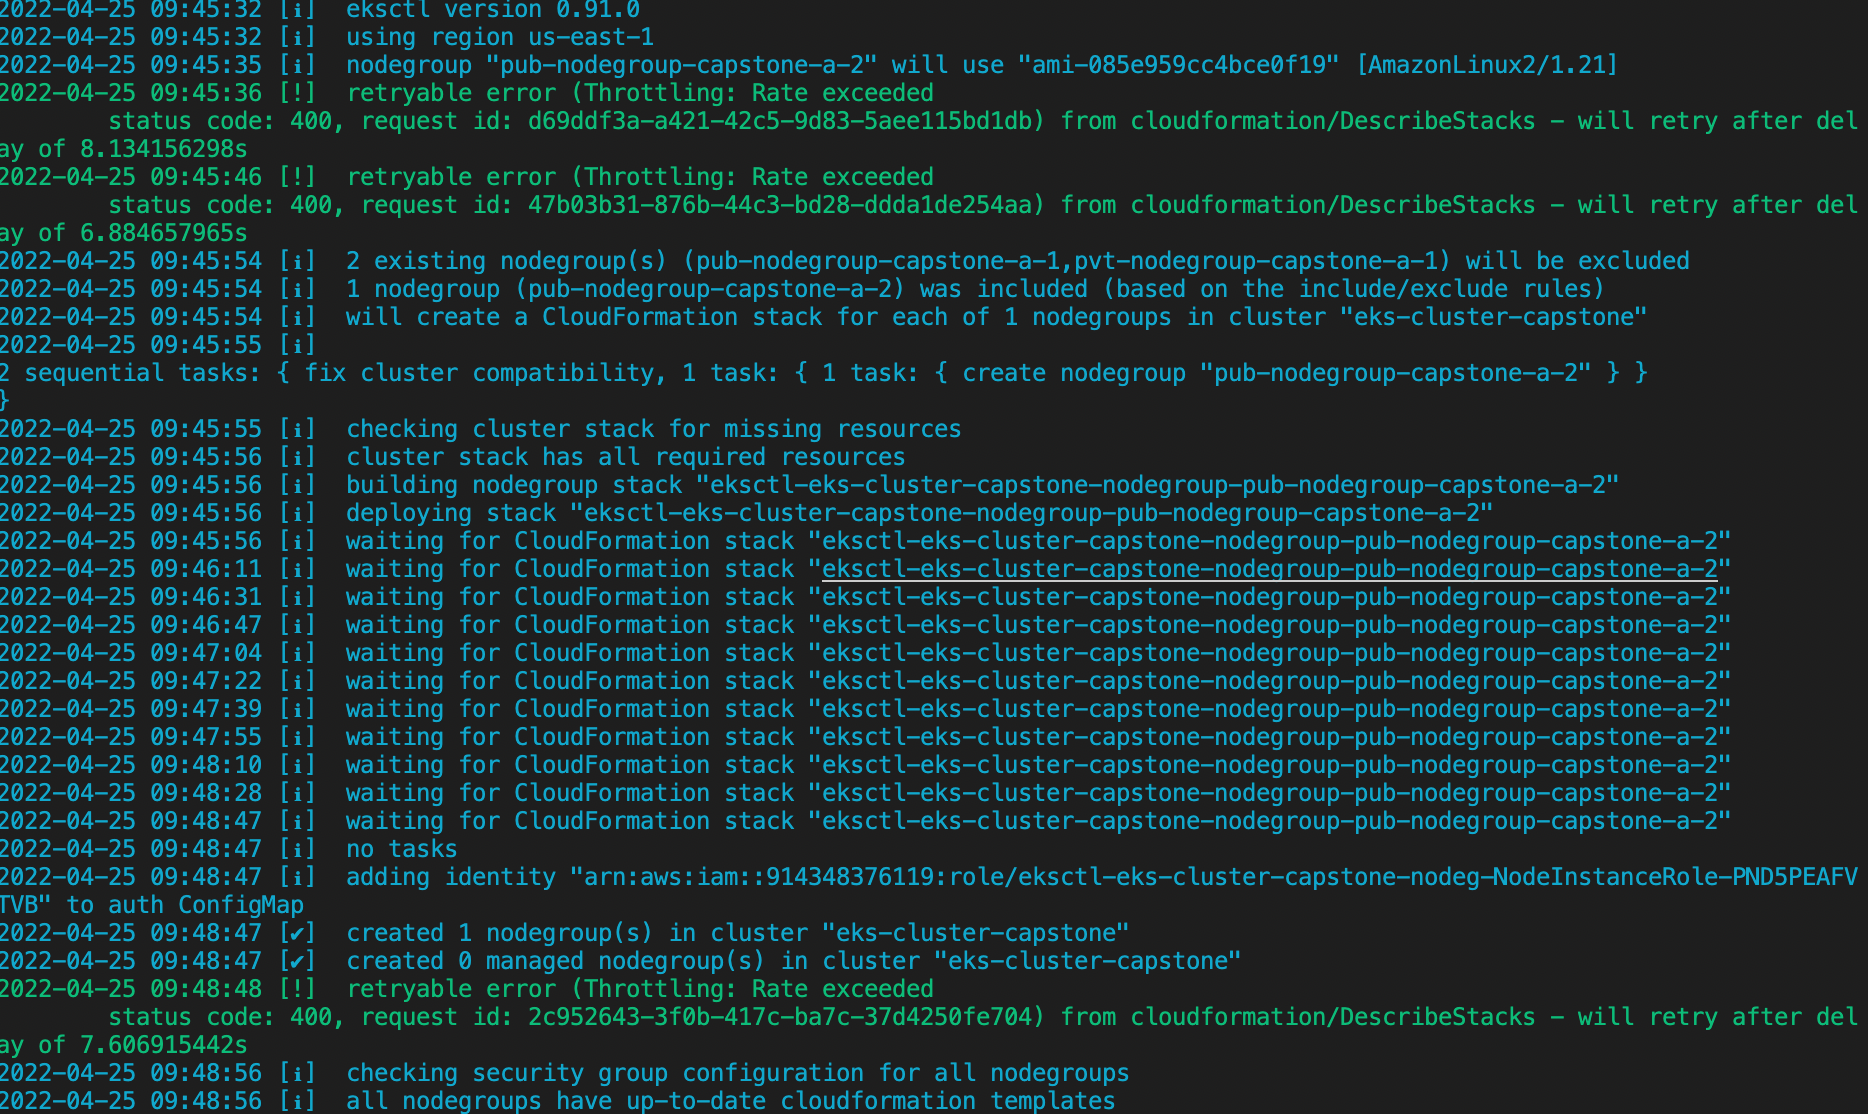 2022-04-25 09:45:32 [ℹ]  eksctl version 0.91.0
2022-04-25 09:45:32 [ℹ]  using region us-east-1
2022-04-25 09:45:35 [ℹ]  nodegroup "pub-nodegroup-capstone-a-2" will use "ami-085e959cc4bce0f19" [AmazonLinux2/1.21]
2022-04-25 09:45:36 [!]  retryable error (Throttling: Rate exceeded
        status code: 400, request id: d69ddf3a-a421-42c5-9d83-5aee115bd1db) from cloudformation/DescribeStacks - will retry after del
ay of 8.134156298s
2022-04-25 09:45:46 [!]  retryable error (Throttling: Rate exceeded
        status code: 400, request id: 47b03b31-876b-44c3-bd28-ddda1de254aa) from cloudformation/DescribeStacks - will retry after del
ay of 6.884657965s
2022-04-25 09:45:54 [ℹ]  2 existing nodegroup(s) (pub-nodegroup-capstone-a-1,pvt-nodegroup-capstone-a-1) will be excluded
2022-04-25 09:45:54 [ℹ]  1 nodegroup (pub-nodegroup-capstone-a-2) was included (based on the include/exclude rules)
2022-04-25 09:45:54 [ℹ]  will create a CloudFormation stack for each of 1 nodegroups in cluster "eks-cluster-capstone"
2022-04-25 09:45:55 [ℹ]
2 sequential tasks: { fix cluster compatibility, 1 task: { 1 task: { create nodegroup "pub-nodegroup-capstone-a-2" } }
}
2022-04-25 09:45:55 [ℹ]  checking cluster stack for missing resources
2022-04-25 09:45:56 [ℹ]  cluster stack has all required resources
2022-04-25 09:45:56 [ℹ]  building nodegroup stack "eksctl-eks-cluster-capstone-nodegroup-pub-nodegroup-capstone-a-2"
2022-04-25 09:45:56 [ℹ]  deploying stack "eksctl-eks-cluster-capstone-nodegroup-pub-nodegroup-capstone-a-2"
2022-04-25 09:45:56 [ℹ]  waiting for CloudFormation stack "eksctl-eks-cluster-capstone-nodegroup-pub-nodegroup-capstone-a-2"
2022-04-25 09:46:11 [ℹ]  waiting for CloudFormation stack "eksctl-eks-cluster-capstone-nodegroup-pub-nodegroup-capstone-a-2"
2022-04-25 09:46:31 [ℹ]  waiting for CloudFormation stack "eksctl-eks-cluster-capstone-nodegroup-pub-nodegroup-capstone-a-2"
2022-04-25 09:46:47 [ℹ]  waiting for CloudFormation stack "eksctl-eks-cluster-capstone-nodegroup-pub-nodegroup-capstone-a-2"
2022-04-25 09:47:04 [ℹ]  waiting for CloudFormation stack "eksctl-eks-cluster-capstone-nodegroup-pub-nodegroup-capstone-a-2"
2022-04-25 09:47:22 [ℹ]  waiting for CloudFormation stack "eksctl-eks-cluster-capstone-nodegroup-pub-nodegroup-capstone-a-2"
2022-04-25 09:47:39 [ℹ]  waiting for CloudFormation stack "eksctl-eks-cluster-capstone-nodegroup-pub-nodegroup-capstone-a-2"
2022-04-25 09:47:55 [ℹ]  waiting for CloudFormation stack "eksctl-eks-cluster-capstone-nodegroup-pub-nodegroup-capstone-a-2"
2022-04-25 09:48:10 [ℹ]  waiting for CloudFormation stack "eksctl-eks-cluster-capstone-nodegroup-pub-nodegroup-capstone-a-2"
2022-04-25 09:48:28 [ℹ]  waiting for CloudFormation stack "eksctl-eks-cluster-capstone-nodegroup-pub-nodegroup-capstone-a-2"
2022-04-25 09:48:47 [ℹ]  waiting for CloudFormation stack "eksctl-eks-cluster-capstone-nodegroup-pub-nodegroup-capstone-a-2"
2022-04-25 09:48:47 [ℹ]  no tasks
2022-04-25 09:48:47 [ℹ]  adding identity "arn:aws:iam::914348376119:role/eksctl-eks-cluster-capstone-nodeg-NodeInstanceRole-PND5PEAFV
TVB" to auth ConfigMap
2022-04-25 09:48:47 [✔]  created 1 nodegroup(s) in cluster "eks-cluster-capstone"
2022-04-25 09:48:47 [✔]  created 0 managed nodegroup(s) in cluster "eks-cluster-capstone"
2022-04-25 09:48:48 [!]  retryable error (Throttling: Rate exceeded
        status code: 400, request id: 2c952643-3f0b-417c-ba7c-37d4250fe704) from cloudformation/DescribeStacks - will retry after del
ay of 7.606915442s
2022-04-25 09:48:56 [ℹ]  checking security group configuration for all nodegroups
2022-04-25 09:48:56 [ℹ]  all nodegroups have up-to-date cloudformation templates